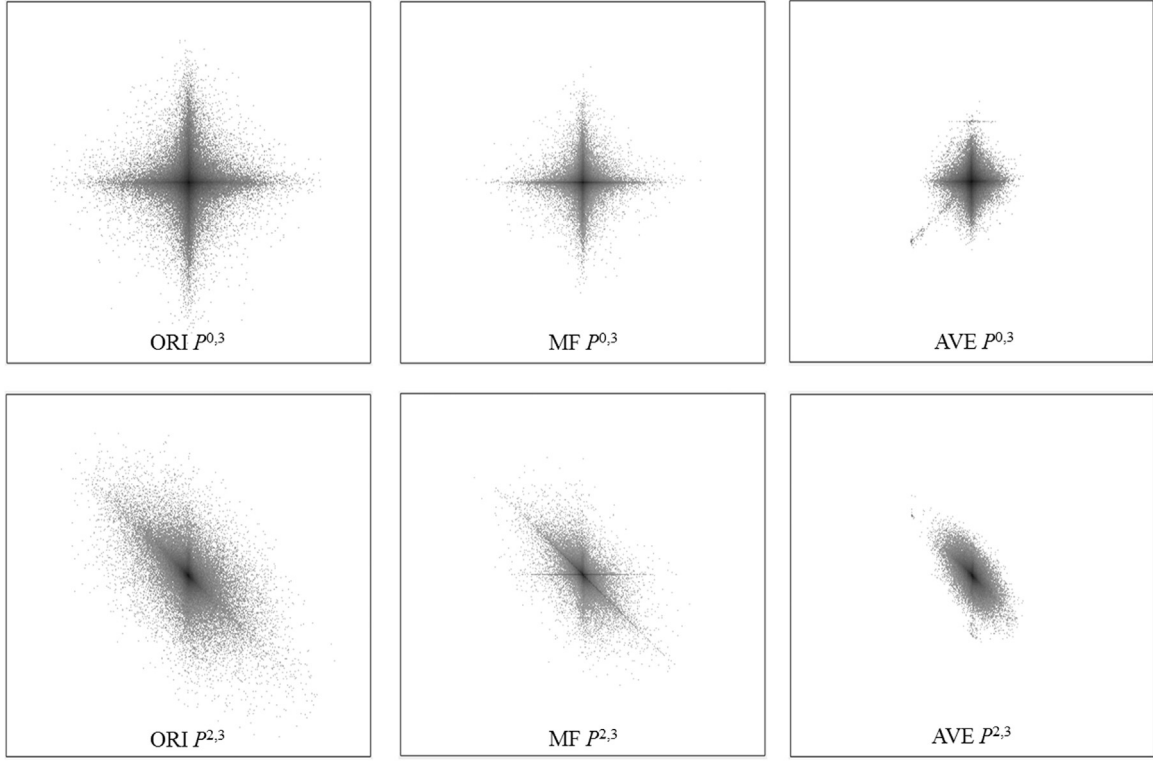 ORI P0,3
MF P0,3
AVE P0,3
ORI P2,3
MF P2,3
AVE P2,3